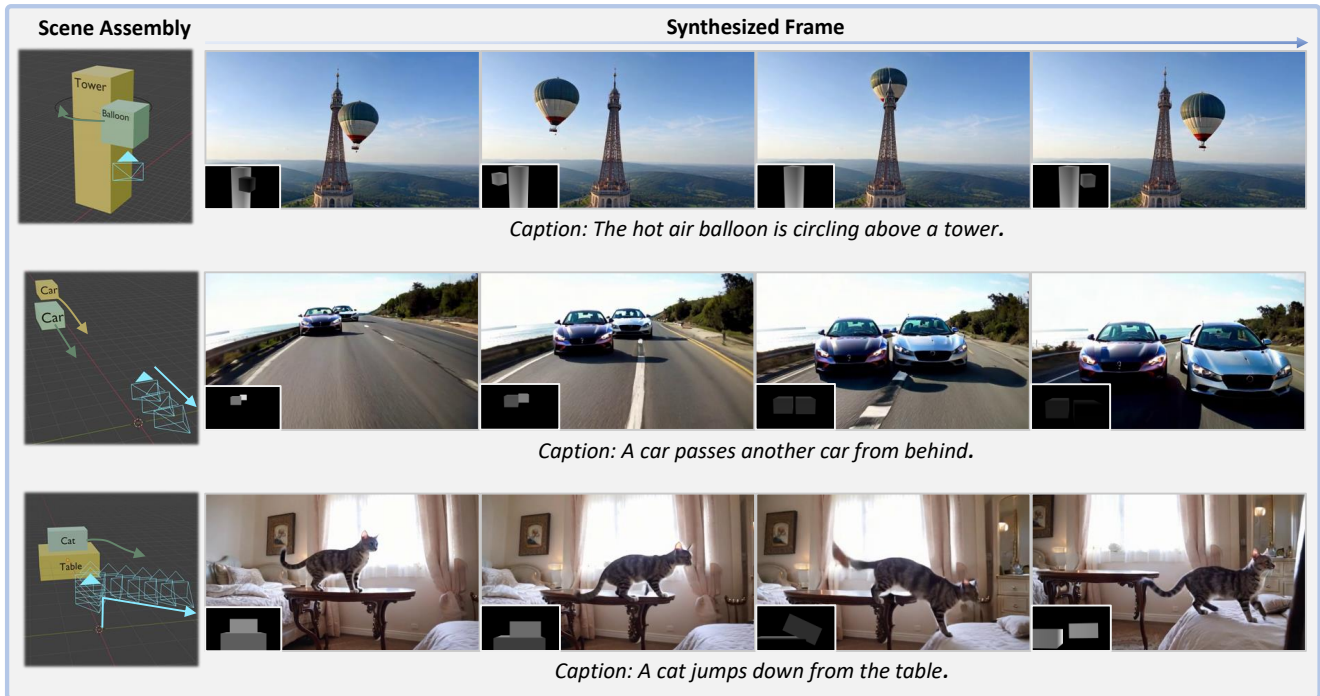 Scene Assembly
Synthesized Frame
Tower
Balloon
Caption: The hot air balloon is circling above a tower.
Car
Car
Caption: A car passes another car from behind.
Cat
Table
Caption: A cat jumps down from the table.